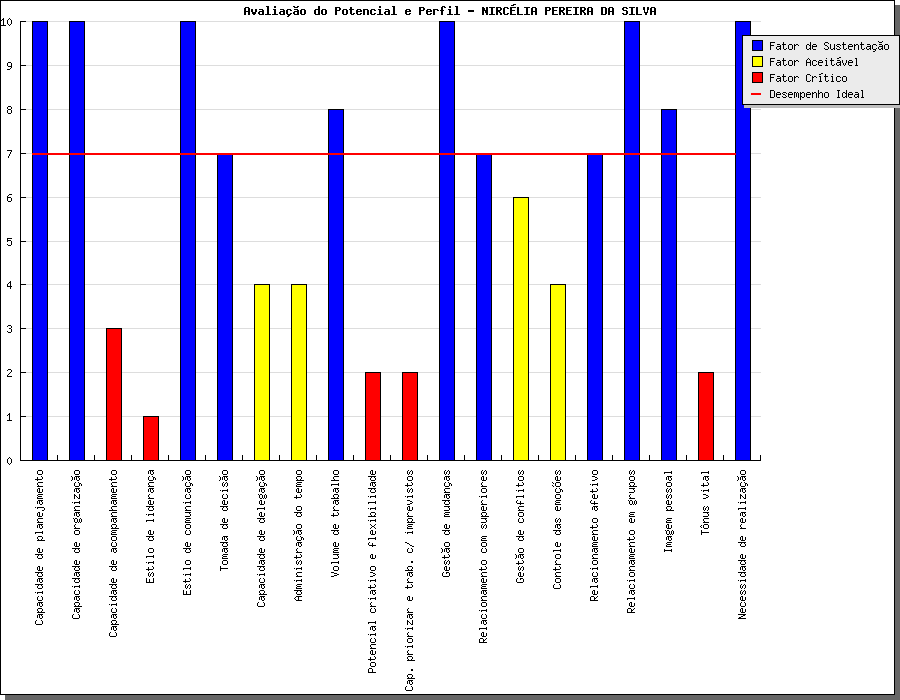 Avaliação do Potencial e Perfil - NIRCÉLIA PEREIRA DA SILVA
Fator de Sustentação
Fator Aceitável
Fator Crítico
Desempenho Ideal
10
9
8
7
6
5
4
3
2
1
0
Capacidade de planejamento
Capacidade de organização
Capacidade de acompanhamento
Estilo de liderança
Estilo de comunicação
Tomada de decisão
Capacidade de delegação
Administração do tempo
Volume de trabalho
Potencial criativo e flexibilidade
Cap. priorizar e trab. c/ imprevistos
Gestão de mudanças
Relacionamento com superiores
Gestão de conflitos
Controle das emoções
Relacionamento afetivo
Relacionamento em grupos
Imagem pessoal
Tônus vital
Necessidade de realização